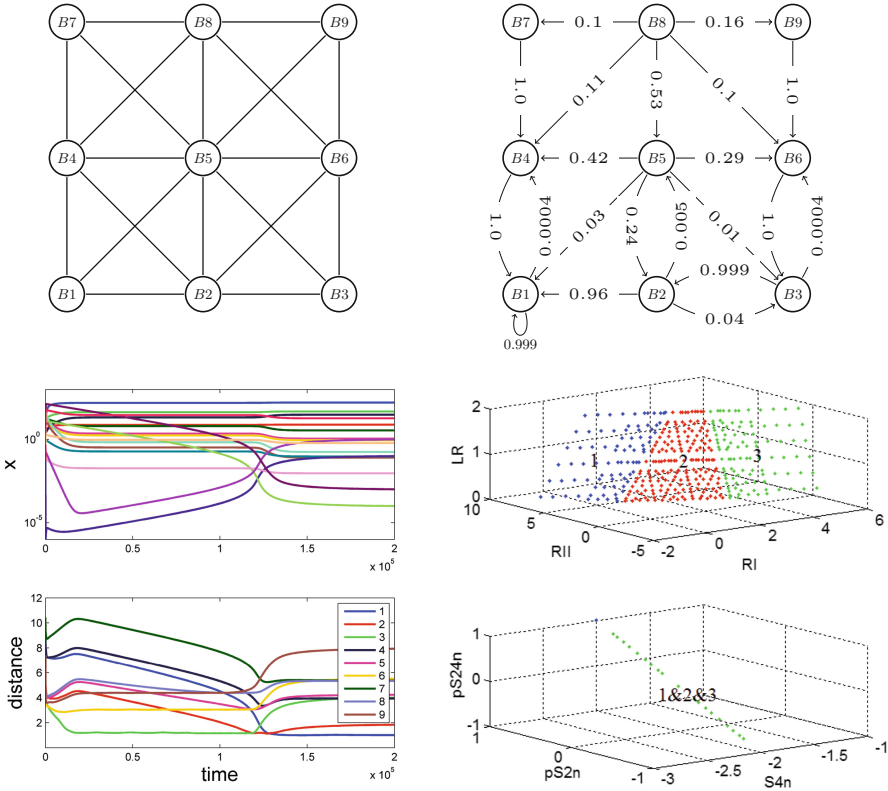 B7 B8 B9
B4 B5 B6
B1 B2 B3
B7 0.1 B8 0.16 B9
1.0 0.11 0.53 0.1 1.0
B4 0.42 B5 0.29 B6
1.0 0.0004 0.03 0.24 0.005 0.01 1.0 0.0004
0.999
B1 0.96 B2 0.04 B3
0.999
x
10^0
10^-5
0 0.5 1 1.5 2
x 10^5
LR
2
1
0
1 2 3
10 5 0 -5
RII
-2 0 2 4 6
RI
distance
12
10
8
6
4
2
1
2
3
4
5
6
7
8
9
0 0.5 1 1.5 2
time
x 10^5
pS24n
1
0
-1
1&2&3
1 0 -1
pS2n
-3 -2.5 -2 -1.5 -1
S4n